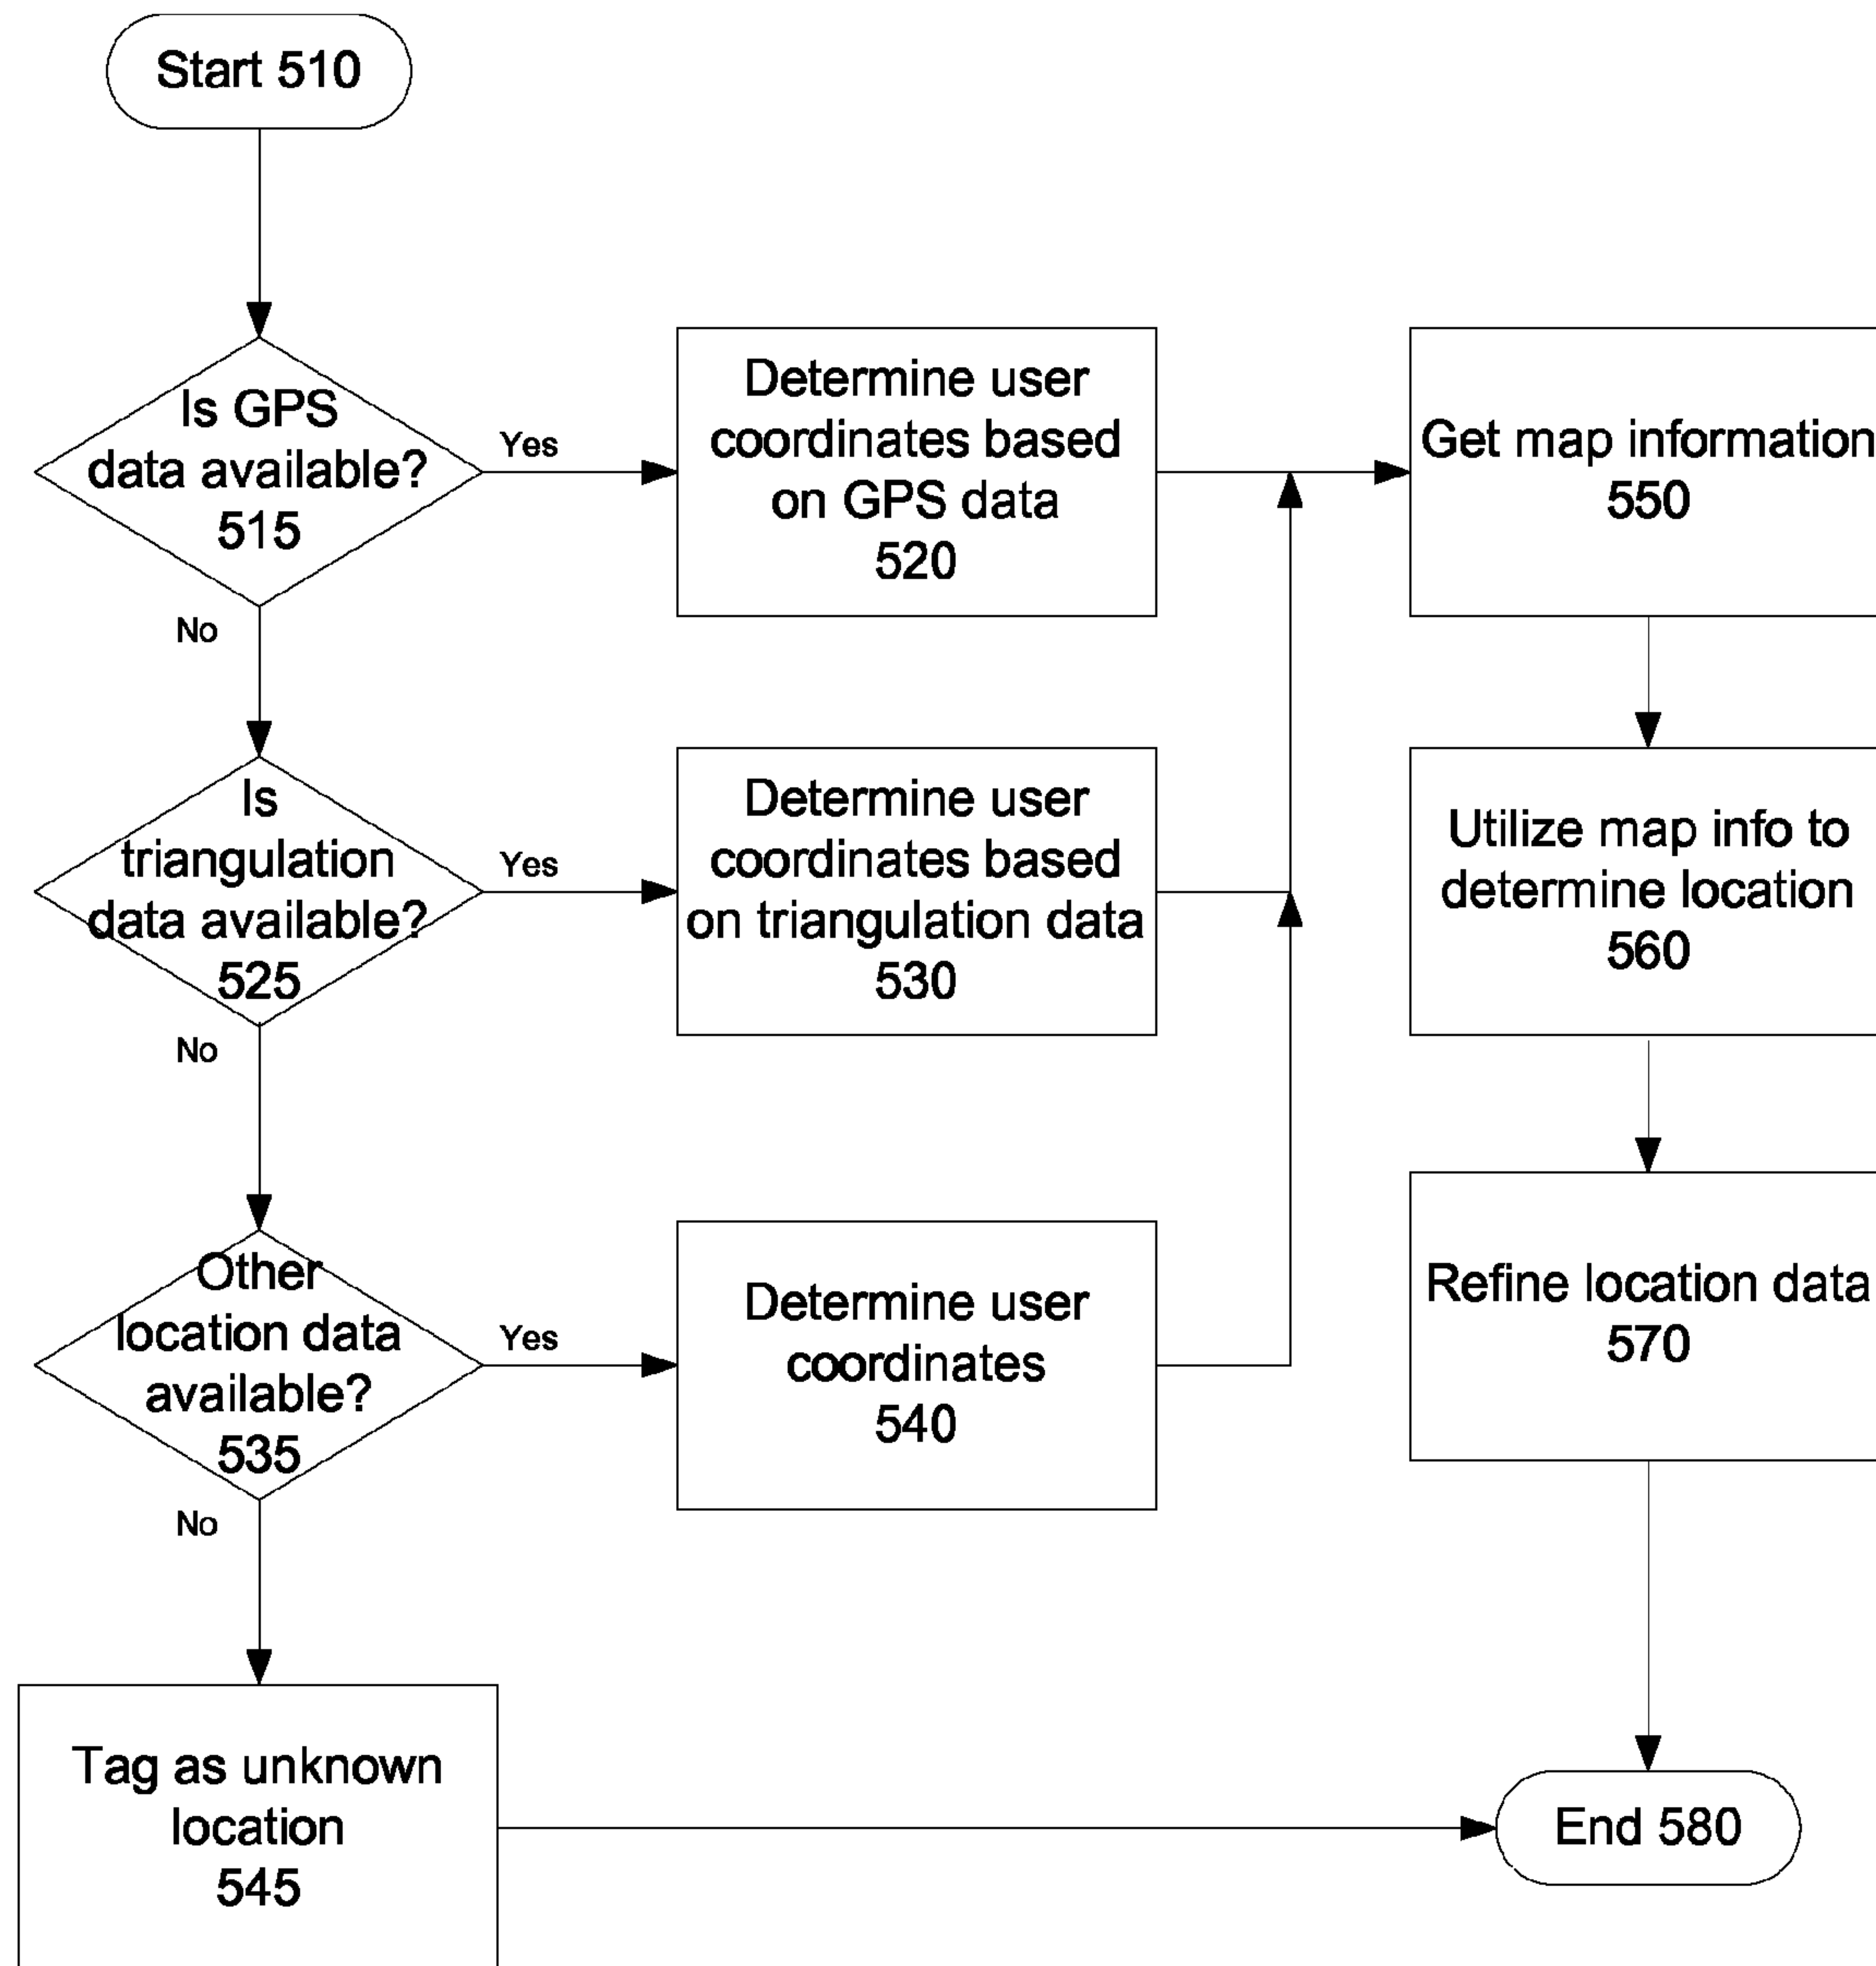 Start 510
Is GPS
data available?
515
Yes
No
Determine user
coordinates based
on GPS data
520
Get map information
550
Is
triangulation
data available?
525
Yes
No
Determine user
coordinates based
on triangulation data
530
Utilize map info to
determine location
560
Other
location data
available?
535
Yes
No
Determine user
coordinates
540
Refine location data
570
Tag as unknown
location
545
End 580